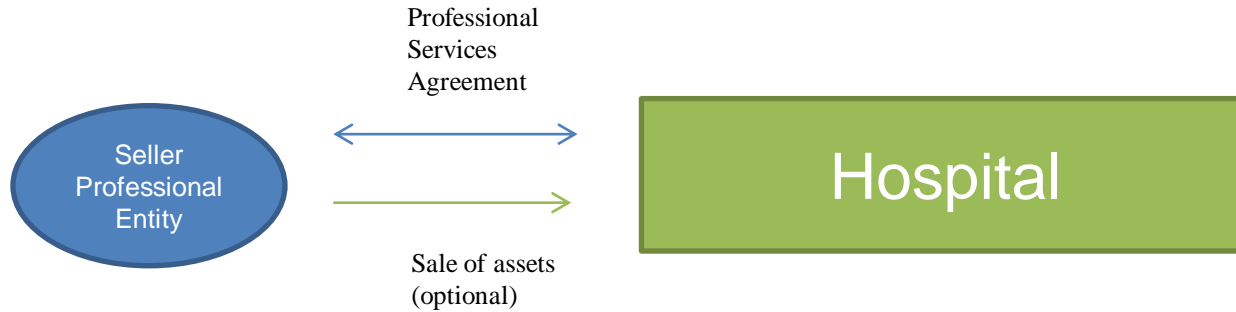 Professional
Services
Agreement
Seller
Professional
Entity
Hospital
Sale of assets
(optional)